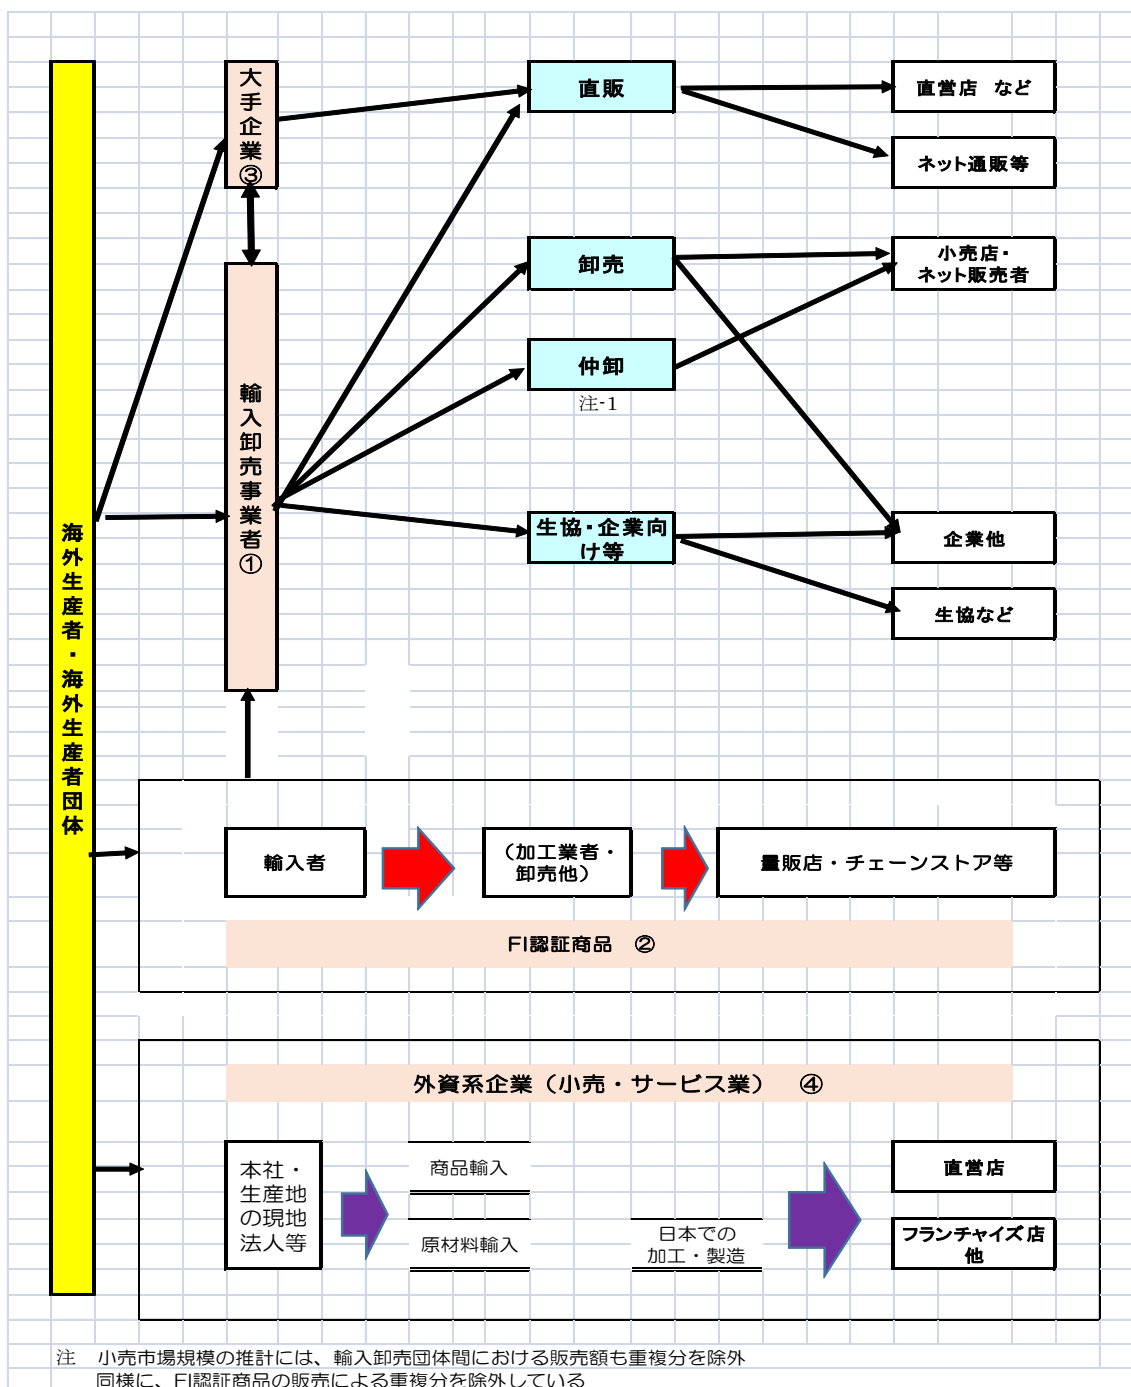 大手企業③
直販
直営店 など
ネット通販等
輸入卸売事業者①
卸売
小売店・
ネット販売者
仲卸
注-1
生協・企業向
け等
企業他
生協など
海外生産者・海外生産者団体
輸入者
（加工業者・
卸売他）
量販店・チェーンストア等
FI認証商品 ②
外資系企業（小売・サービス業） ④
本社・
生産地
の現地
法人等
商品輸入
原材料輸入
日本での
加工・製造
直営店
フランチャイズ店
他
注 小売市場規模の推計には、輸入卸売団体間における販売額も重複分を除外
同様に、FI認証商品の販売による重複分を除外している